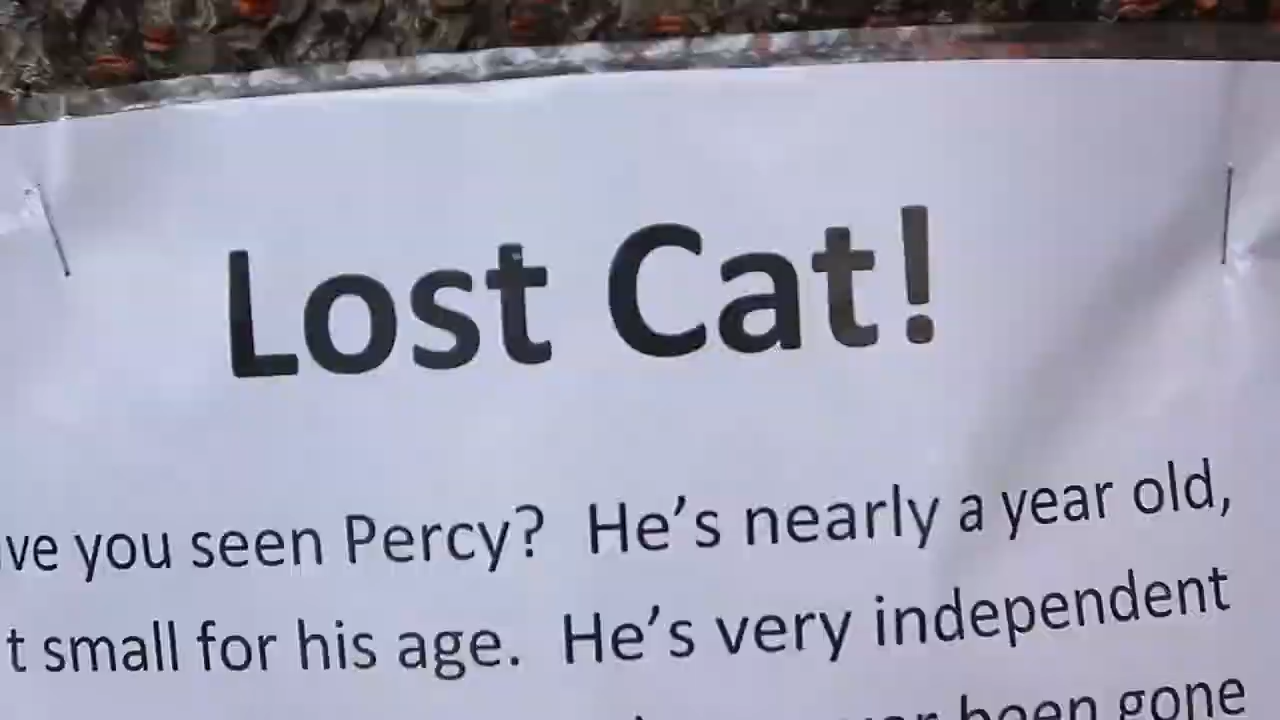 Lost Cat!
ve you seen Percy? He's nearly a year old,
t small for his age. He's very independent
been gone